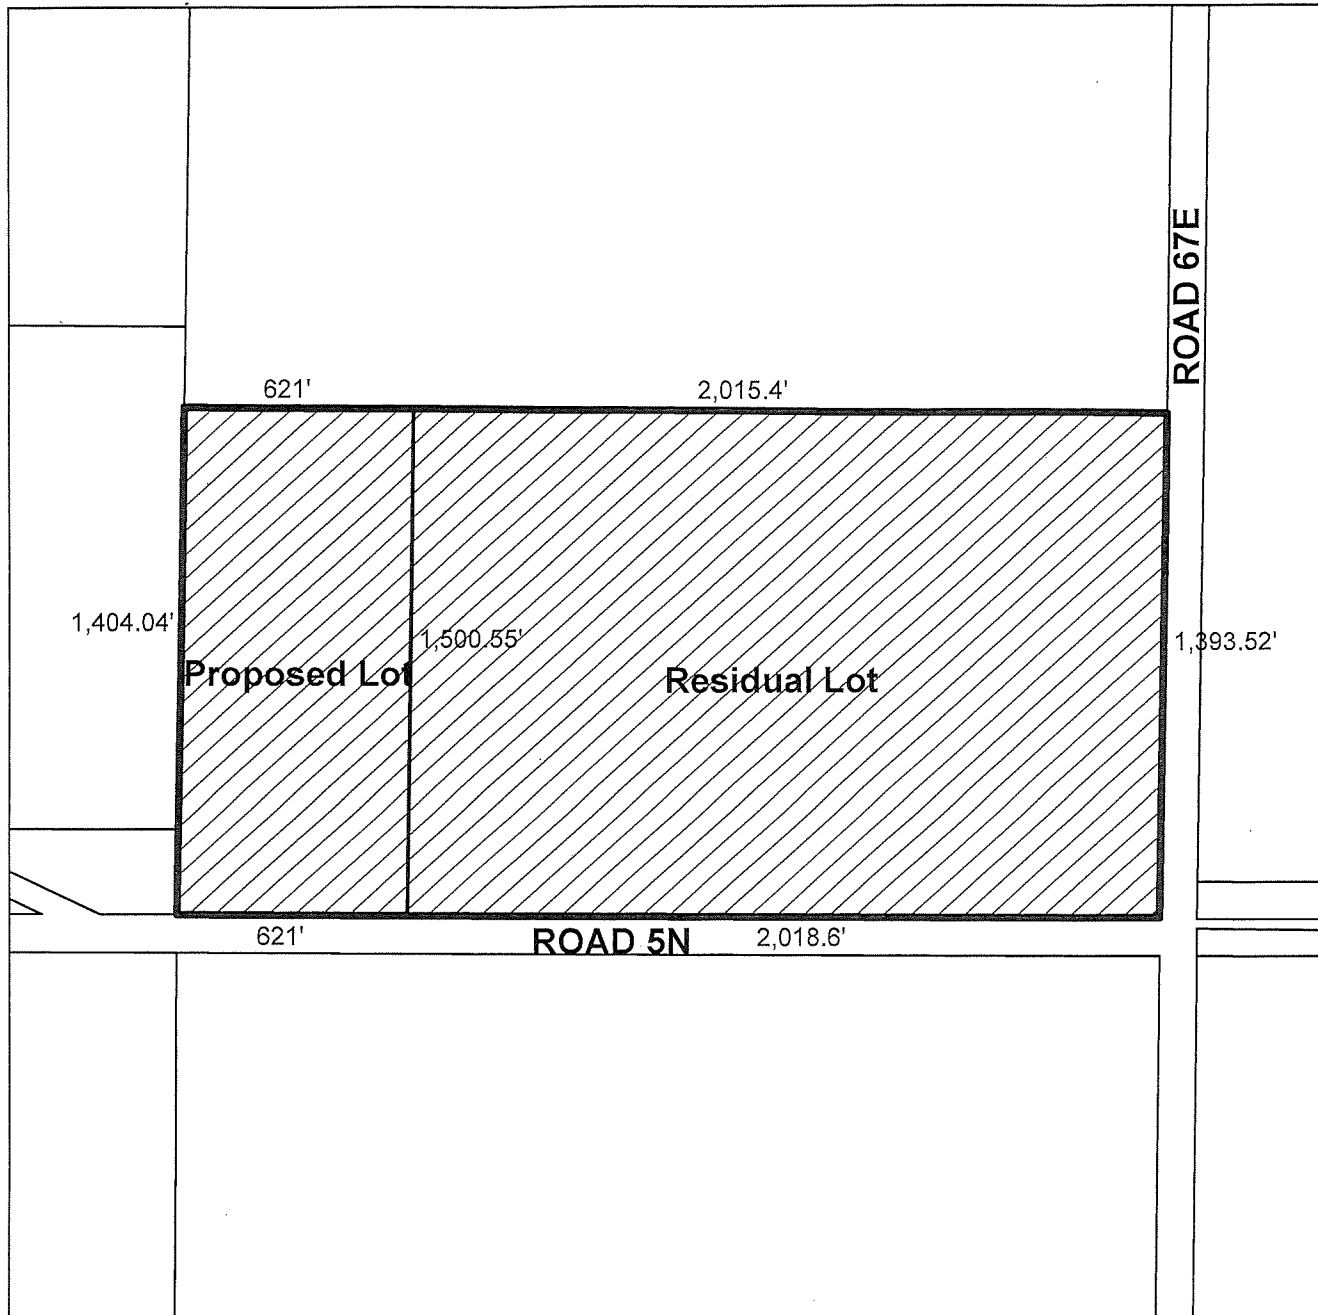 ROAD 67E
621'
2,015.4'
1,404.04'
1,500.55'
1,393.52'
Proposed Lot
Residual Lot
621'
ROAD 5N
2,018.6'